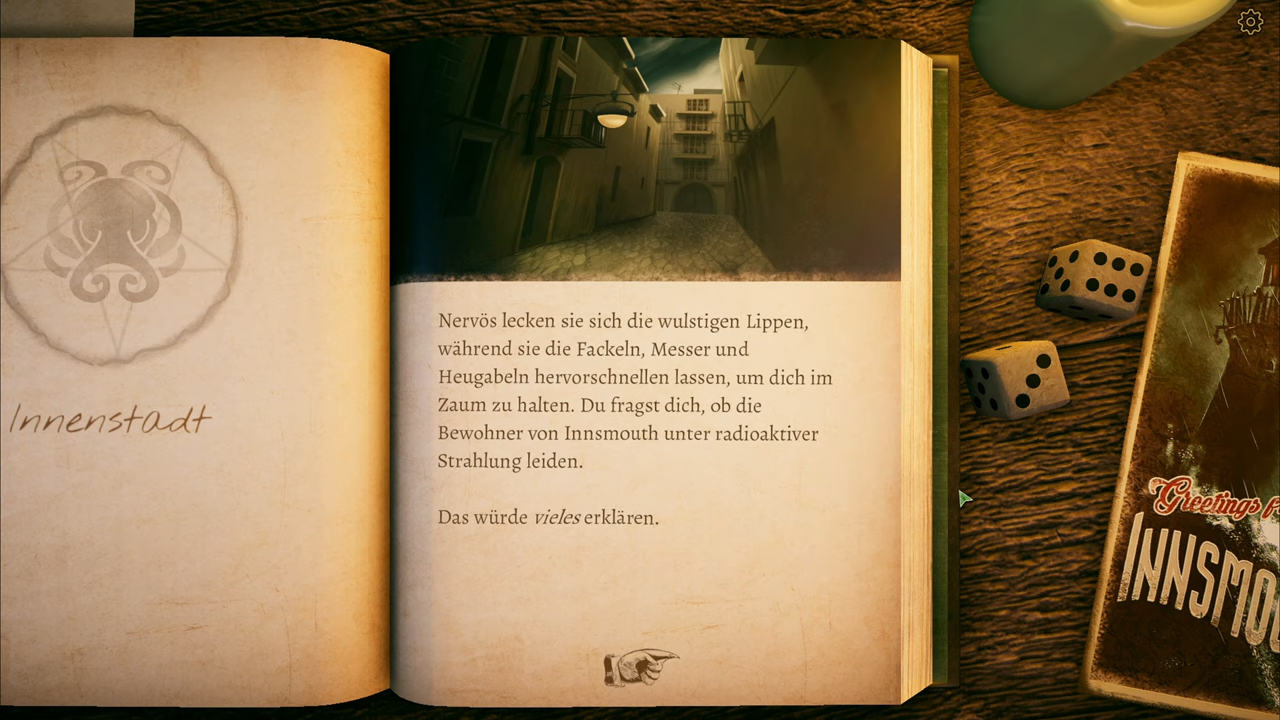 Innenstadt
Nervös lecken sie sich die wulstigen Lippen,
während sie die Fackeln, Messer und
Heugabeln hervorschnellen lassen, um dich im
Zaum zu halten. Du fragst dich, ob die
Bewohner von Innsmouth unter radioaktiver
Strahlung leiden.
Das würde vieles erklären.
Greetings f
INNSMO